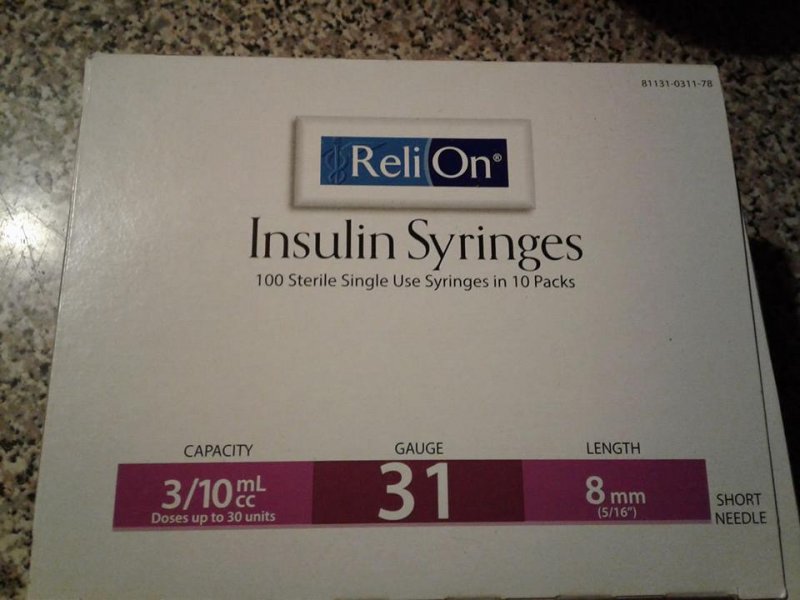 81131-0311-78
ReliOn®
Insulin Syringes
100 Sterile Single Use Syringes in 10 Packs
CAPACITY GAUGE LENGTH
3/10 mL cc 31 8 mm
Doses up to 30 units (5/16")
SHORT
NEEDLE